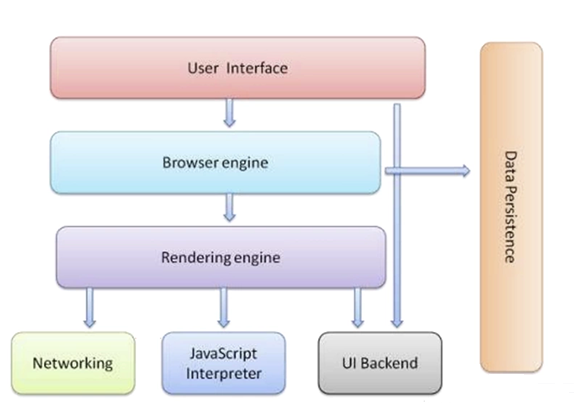 User Interface
Browser engine
Data Persistence
Rendering engine
Networking
JavaScript
Interpreter
UI Backend